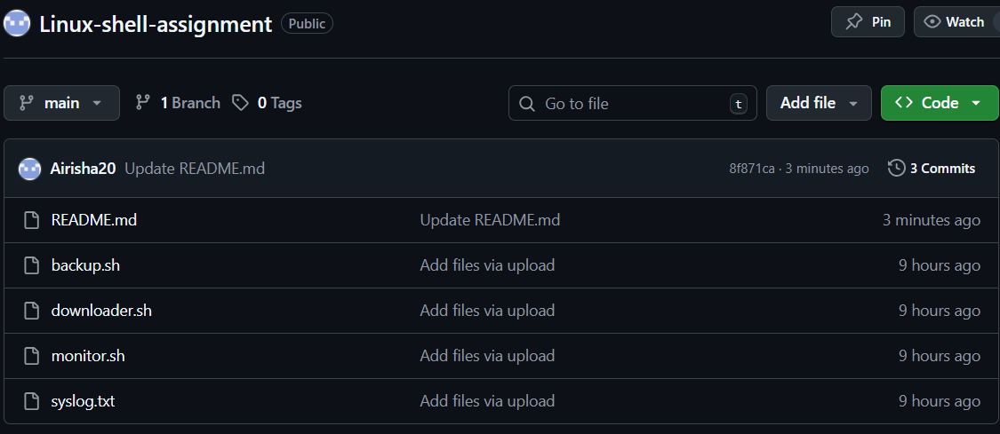 Linux-shell-assignment Public Pin Watch
main 1 Branch 0 Tags Go to file t Add file Code
Airisha20 Update README.md 8f871ca · 3 minutes ago 3 Commits
README.md Update README.md 3 minutes ago
backup.sh Add files via upload 9 hours ago
downloader.sh Add files via upload 9 hours ago
monitor.sh Add files via upload 9 hours ago
syslog.txt Add files via upload 9 hours ago